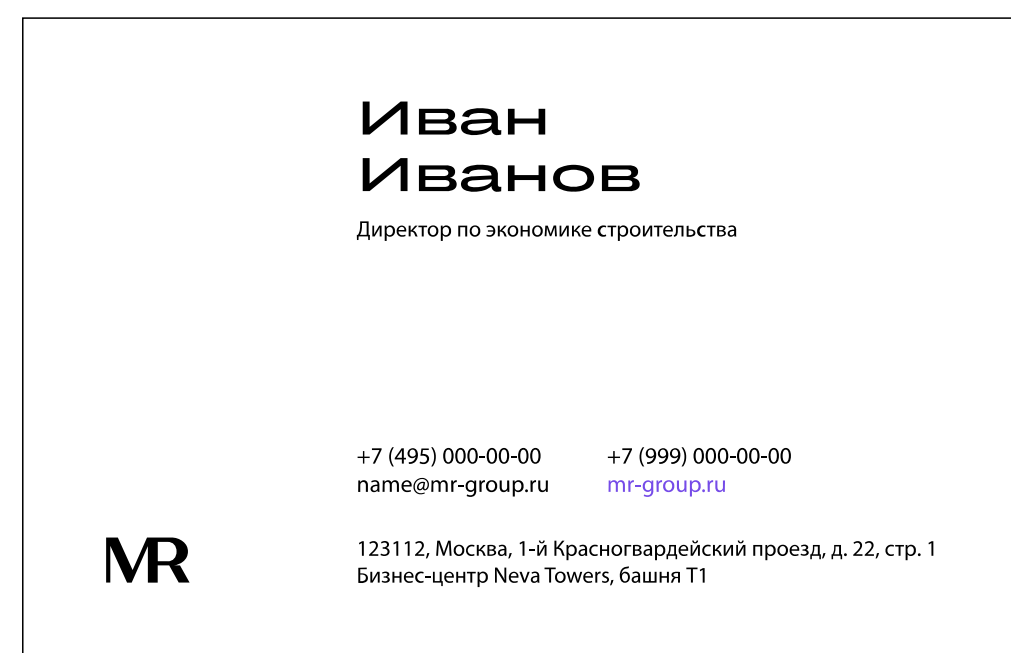 Иван
Иванов
Директор по экономике строительства
+7 (495) 000-00-00 +7 (999) 000-00-00
name@mr-group.ru mr-group.ru
MR
123112, Москва, 1-й Красногвардейский проезд, д. 22, стр. 1
Бизнес-центр Neva Towers, башня Т1